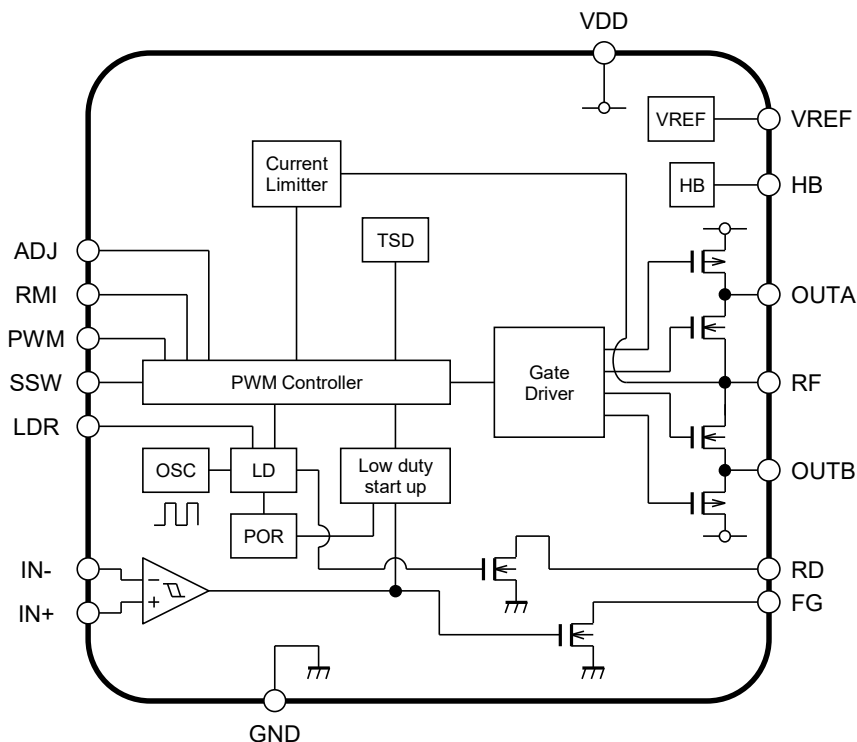 VDD
VREF
VREF
HB
HB
Current
Limitter
TSD
ADJ
RMI
PWM
SSW
LDR
OUTA
RF
OUTB
PWM Controller
Gate
Driver
OSC
LD
Low duty
start up
POR
IN-
IN+
−
+
RD
FG
GND